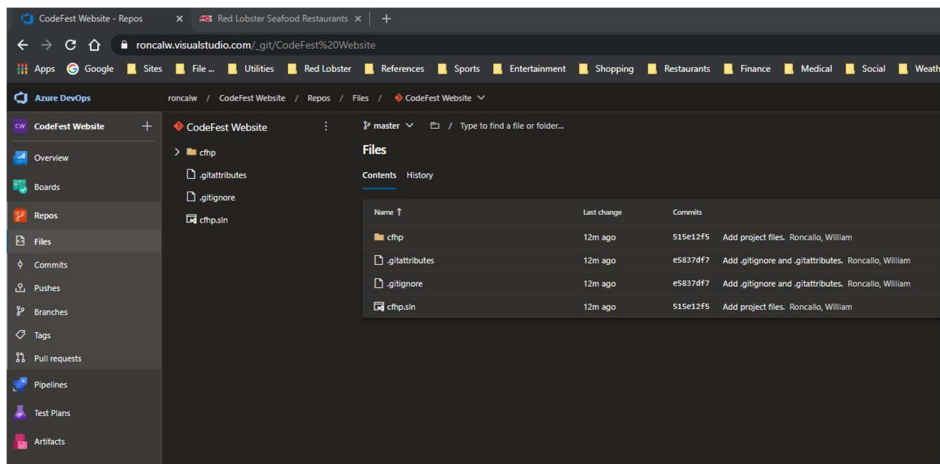 CodeFest Website - Repos
Red Lobster Seafood Restaurants
roncalw.visualstudio.com/_git/CodeFest%20Website
Apps Google Sites File ... Utilities Red Lobster References Sports Entertainment Shopping Restaurants Finance Medical Social Weath
Azure DevOps
roncalw / CodeFest Website / Repos / Files / CodeFest Website
CW CodeFest Website
Overview
Boards
Repos
Files
Commits
Pushes
Branches
Tags
Pull requests
Pipelines
Test Plans
Artifacts
CodeFest Website
cfhp
.gitattributes
.gitignore
cfhp.sln
master / Type to find a file or folder...
Files
Contents History
Name ↑ Last change Commits
cfhp 12m ago 515e12f5 Add project files. Roncallo, William
.gitattributes 12m ago e5837df7 Add .gitignore and .gitattributes. Roncallo, William
.gitignore 12m ago e5837df7 Add .gitignore and .gitattributes. Roncallo, William
cfhp.sln 12m ago 515e12f5 Add project files. Roncallo, William